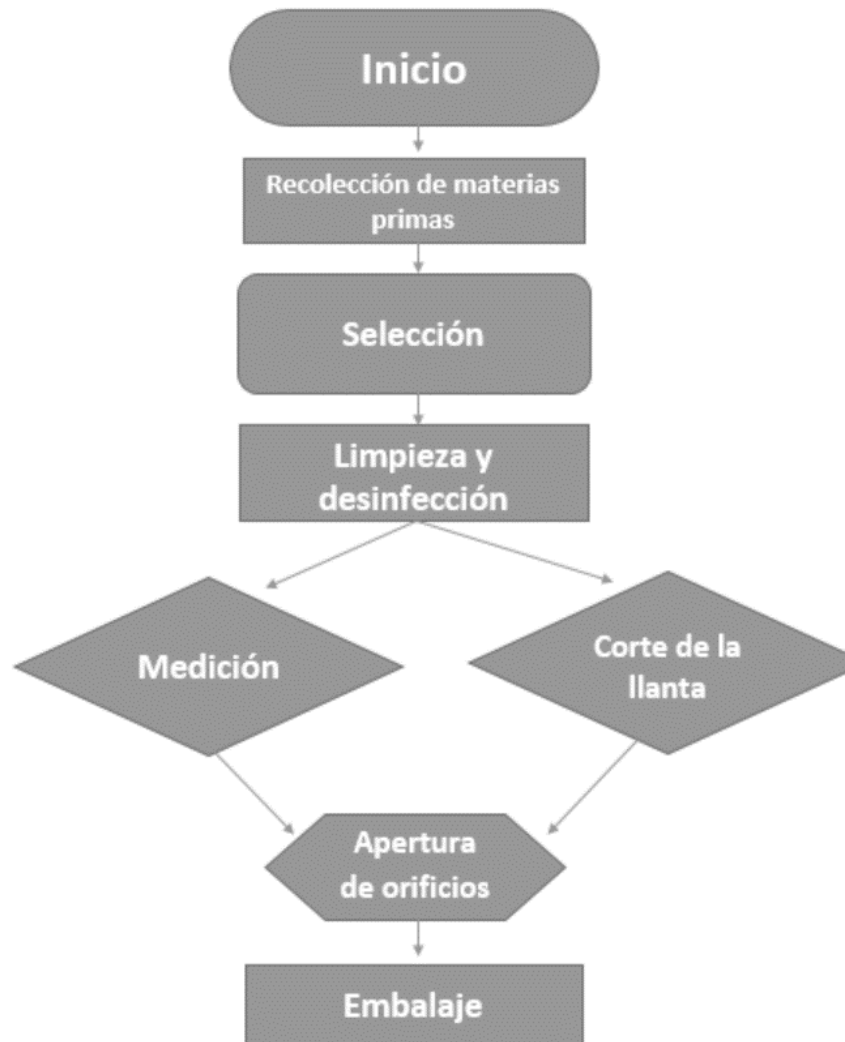 Inicio
Recolección de materias
primas
Selección
Limpieza y
desinfección
Medición
Corte de la
llanta
Apertura
de orificios
Embalaje